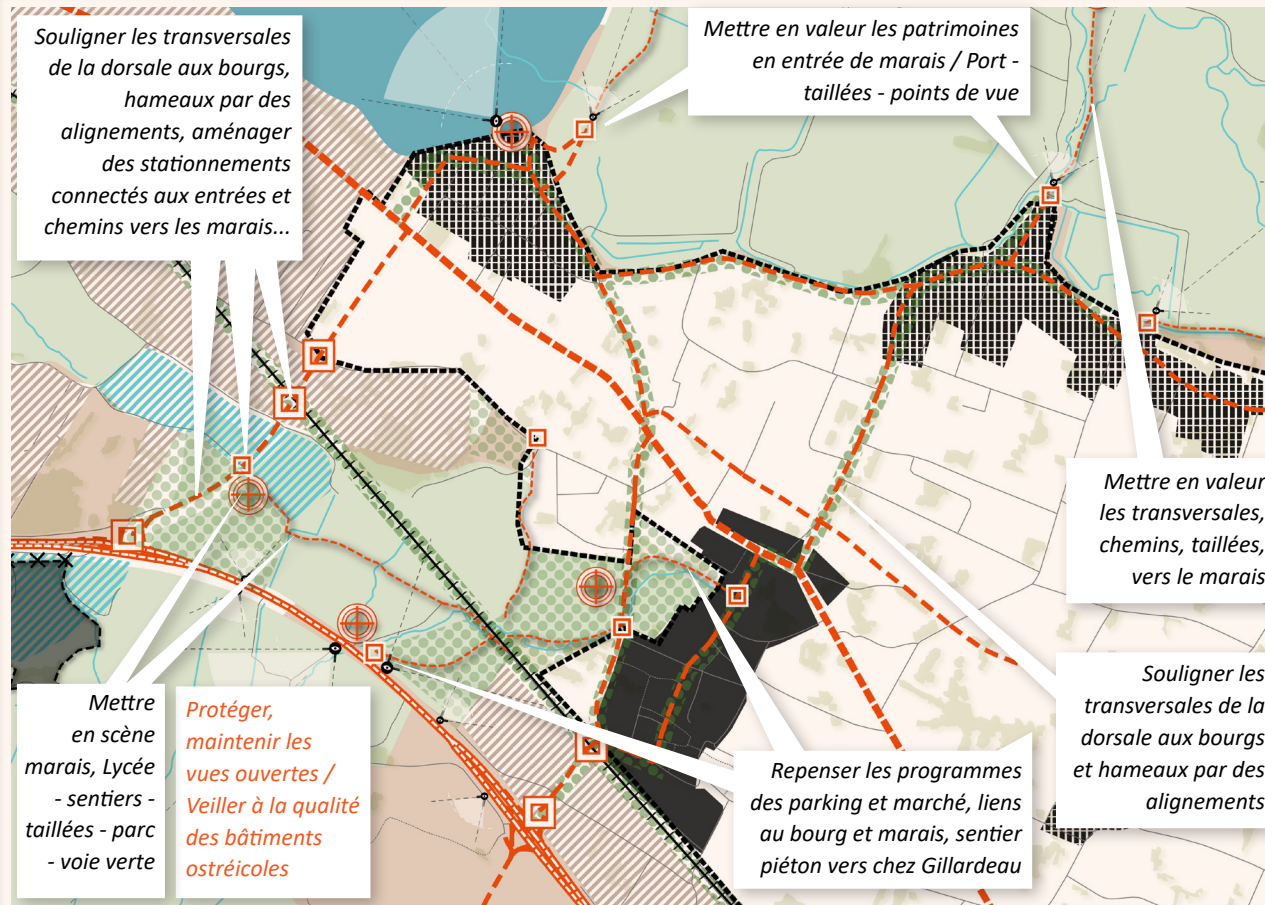 Souligner les transversales
de la dorsale aux bourgs,
hameaux par des
alignements, aménager
des stationnements
connectés aux entrées et
chemins vers les marais...
Mettre en valeur les patrimoines
en entrée de marais / Port -
taillées - points de vue
Mettre en valeur
les transversales,
chemins, taillées,
vers le marais
Mettre
en scène
marais, Lycée
- sentiers -
taillées - parc
- voie verte
Protéger,
maintenir les
vues ouvertes /
Veiller à la qualité
des bâtiments
ostréicoles
Repenser les programmes
des parking et marché, liens
au bourg et marais, sentier
piéton vers chez Gillardeau
Souligner les
transversales de la
dorsale aux bourgs
et hameaux par des
alignements